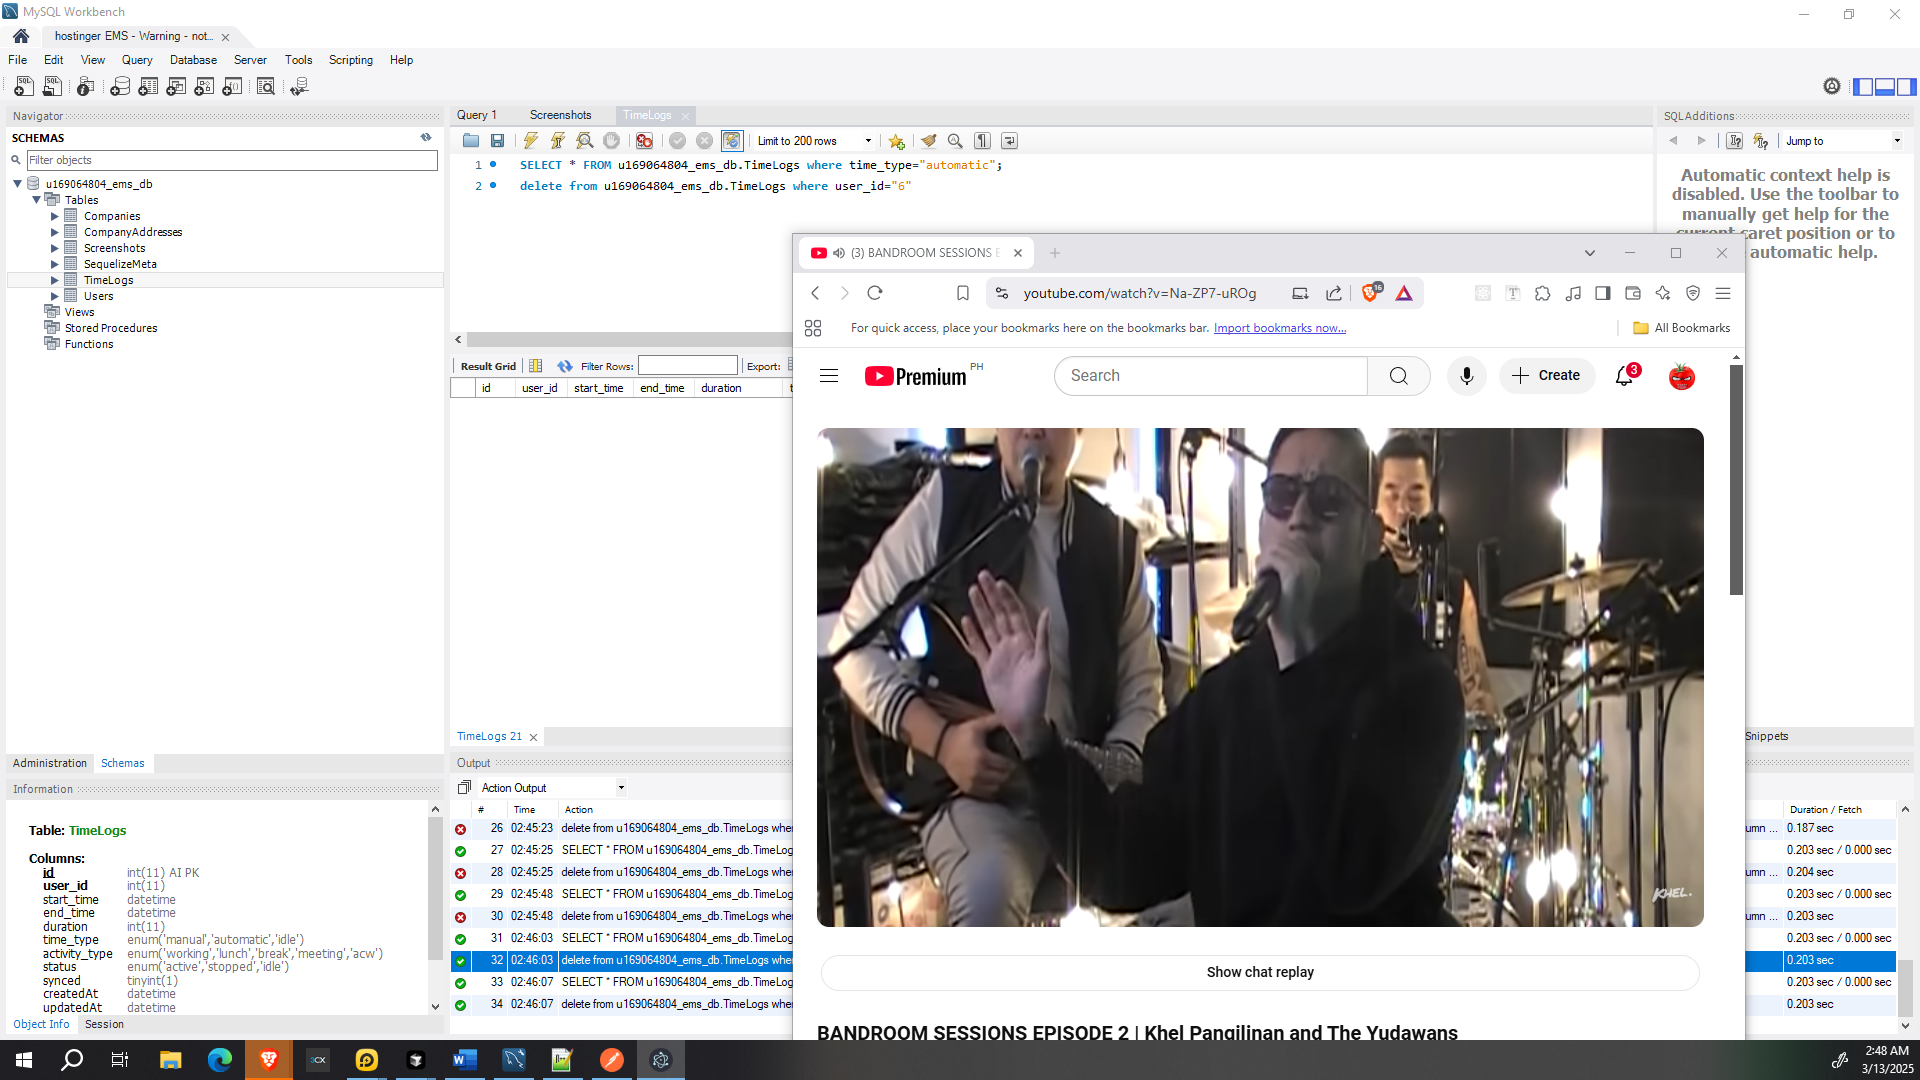 MySQL Workbench
hostinger EMS - Warning - not...
File Edit View Query Database Server Tools Scripting Help
Navigator
SCHEMAS
Filter objects
u169064804_ems_db
Tables
Companies
CompanyAddresses
Screenshots
SequelizeMeta
TimeLogs
Users
Views
Stored Procedures
Functions
Administration Schemas
Information
Table: TimeLogs
Columns:
id int(11) AI PK
user_id int(11)
start_time datetime
end_time datetime
duration int(11)
time_type enum('manual','automatic','idle')
activity_type enum('working','lunch','break','meeting','acw')
status enum('active','stopped','idle')
synced tinyint(1)
createdAt datetime
updatedAt datetime
Object Info Session
Query 1 Screenshots TimeLogs
Limit to 200 rows
1 SELECT * FROM u169064804_ems_db.TimeLogs where time_type="automatic";
2 delete from u169064804_ems_db.TimeLogs where user_id="6"
Result Grid Filter Rows: Export:
id user_id start_time end_time duration
TimeLogs 21
Output
Action Output
# Time Action Duration / Fetch
26 02:45:23 delete from u169064804_ems_db.TimeLogs whe umn ... 0.187 sec
27 02:45:25 SELECT * FROM u169064804_ems_db.TimeLog 0.203 sec / 0.000 sec
28 02:45:25 delete from u169064804_ems_db.TimeLogs whe umn ... 0.204 sec
29 02:45:48 SELECT * FROM u169064804_ems_db.TimeLog 0.203 sec / 0.000 sec
30 02:45:48 delete from u169064804_ems_db.TimeLogs whe umn ... 0.203 sec
31 02:46:03 SELECT * FROM u169064804_ems_db.TimeLog 0.203 sec / 0.000 sec
32 02:46:03 delete from u169064804_ems_db.TimeLogs whe 0.203 sec
33 02:46:07 SELECT * FROM u169064804_ems_db.TimeLog 0.203 sec / 0.000 sec
34 02:46:07 delete from u169064804_ems_db.TimeLogs whe 0.203 sec
SQLAdditions
Jump to
Automatic context help is
disabled. Use the toolbar to
manually get help for the
current caret position or to
automatic help.
Snippets
(3) BANDROOM SESSIONS E
youtube.com/watch?v=Na-ZP7-uROg
16
For quick access, place your bookmarks here on the bookmarks bar. Import bookmarks now...
All Bookmarks
Premium PH
Search
Create
3
KHEL.
Show chat replay
BANDROOM SESSIONS EPISODE 2 | Khel Pangilinan and The Yudawans
2:48 AM
3/13/2025